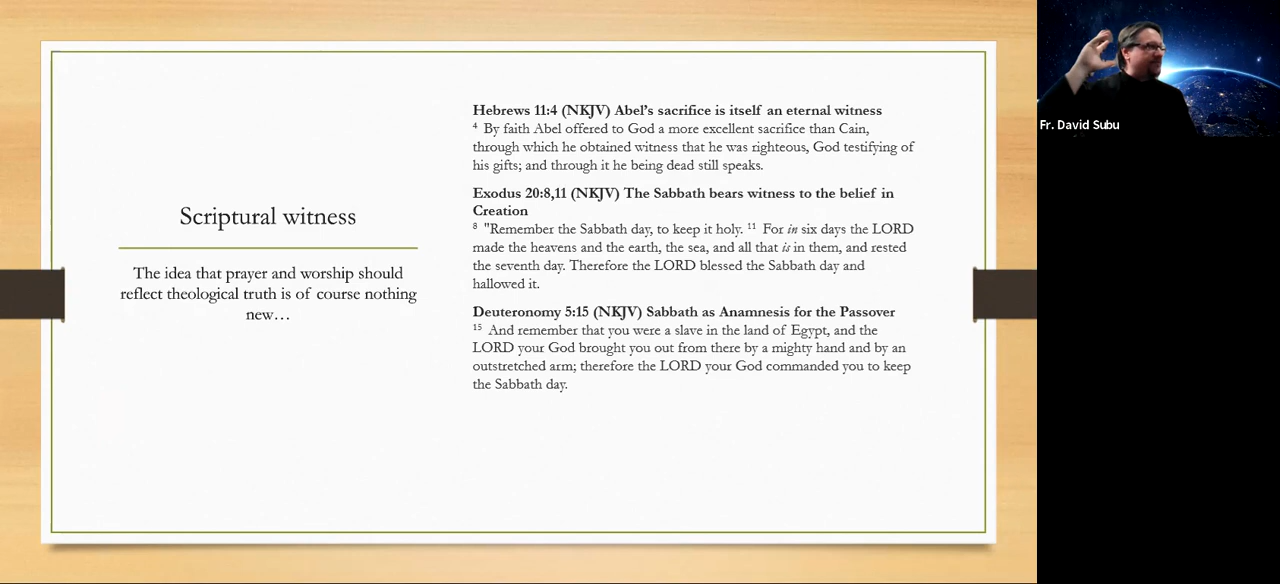 Scriptural witness
The idea that prayer and worship should
reflect theological truth is of course nothing
new…
Hebrews 11:4 (NKJV) Abel's sacrifice is itself an eternal witness
4 By faith Abel offered to God a more excellent sacrifice than Cain,
through which he obtained witness that he was righteous, God testifying of
his gifts; and through it he being dead still speaks.
Exodus 20:8,11 (NKJV) The Sabbath bears witness to the belief in
Creation
8 "Remember the Sabbath day, to keep it holy. 11 For in six days the LORD
made the heavens and the earth, the sea, and all that is in them, and rested
the seventh day. Therefore the LORD blessed the Sabbath day and
hallowed it.
Deuteronomy 5:15 (NKJV) Sabbath as Anamnesis for the Passover
15 And remember that you were a slave in the land of Egypt, and the
LORD your God brought you out from there by a mighty hand and by an
outstretched arm; therefore the LORD your God commanded you to keep
the Sabbath day.
Fr. David Subu